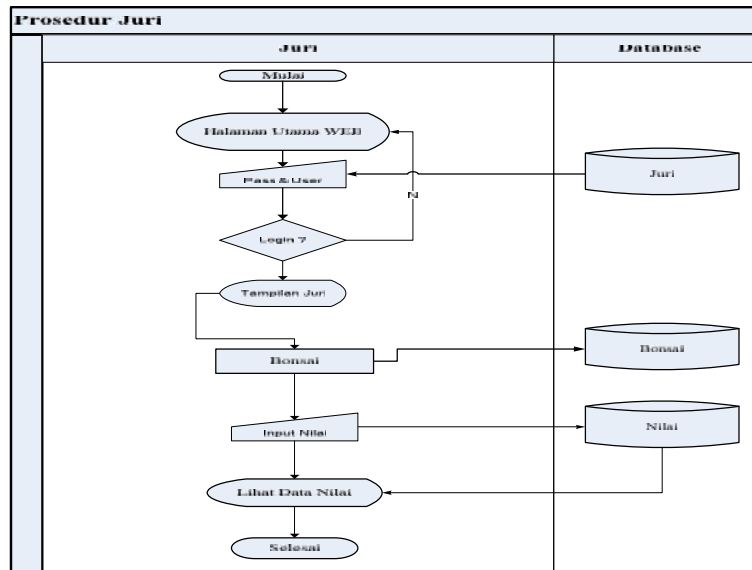 Prosedur Juri
Juri
Database
Mulai
Halaman Utama WEB
Pass & User
Juri
N
Login ?
Tampilan Juri
Bonsai
Bonsai
Input Nilai
Nilai
Lihat Data Nilai
Selesai